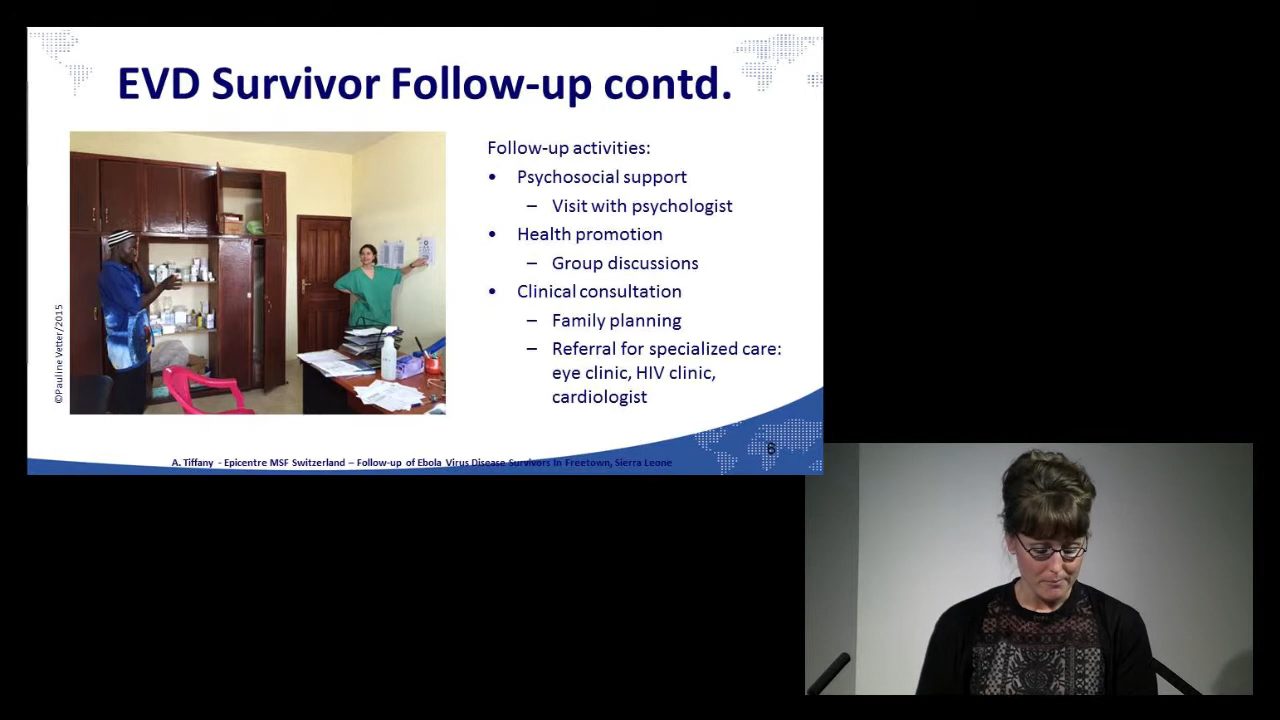 EVD Survivor Follow-up contd.
Follow-up activities:
• Psychosocial support
– Visit with psychologist
• Health promotion
– Group discussions
• Clinical consultation
– Family planning
– Referral for specialized care:
eye clinic, HIV clinic,
cardiologist
©Pauline Vetter/2015
A. Tiffany - Epicentre MSF Switzerland – Follow-up of Ebola Virus Disease Survivors In Freetown, Sierra Leone
6